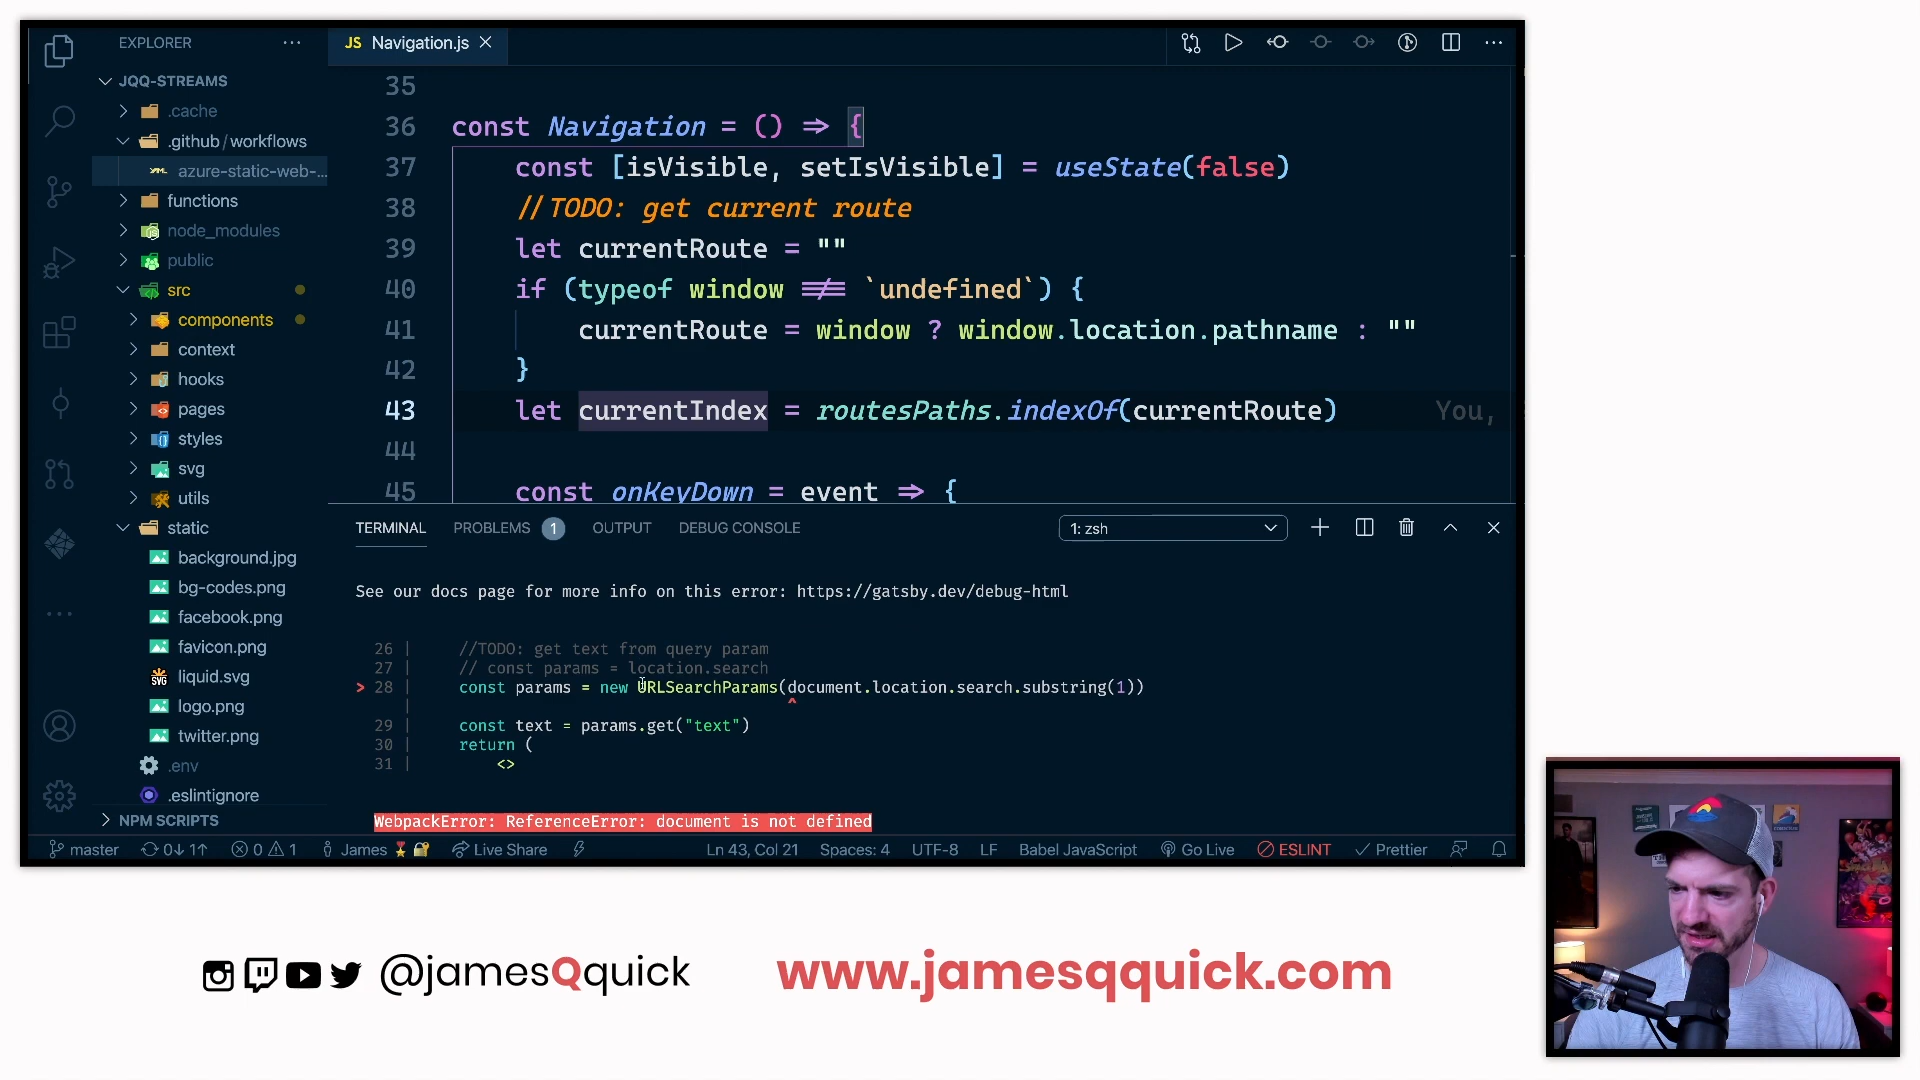 EXPLORER
JQQ-STREAMS
.cache
.github/workflows
azure-static-web-...
functions
node_modules
public
src
components
context
hooks
pages
styles
svg
utils
static
background.jpg
bg-codes.png
facebook.png
favicon.png
liquid.svg
logo.png
twitter.png
.env
.eslintignore
NPM SCRIPTS
JS Navigation.js
35
36 const Navigation = () => {
37 const [isVisible, setIsVisible] = useState(false)
38 //TODO: get current route
39 let currentRoute = ""
40 if (typeof window !== `undefined`) {
41 currentRoute = window ? window.location.pathname : ""
42 }
43 let currentIndex = routesPaths.indexOf(currentRoute) You,
44
45 const onKeyDown = event => {
TERMINAL PROBLEMS 1 OUTPUT DEBUG CONSOLE 1: zsh
See our docs page for more info on this error: https://gatsby.dev/debug-html
26 | //TODO: get text from query param
27 | // const params = location.search
> 28 | const params = new URLSearchParams(document.location.search.substring(1))
| ^
29 | const text = params.get("text")
30 | return (
31 | <>
WebpackError: ReferenceError: document is not defined
master 0↓ 1↑ 0 1 James Live Share Ln 43, Col 21 Spaces: 4 UTF-8 LF Babel JavaScript Go Live ESLINT Prettier
@jamesQquick www.jamesqquick.com